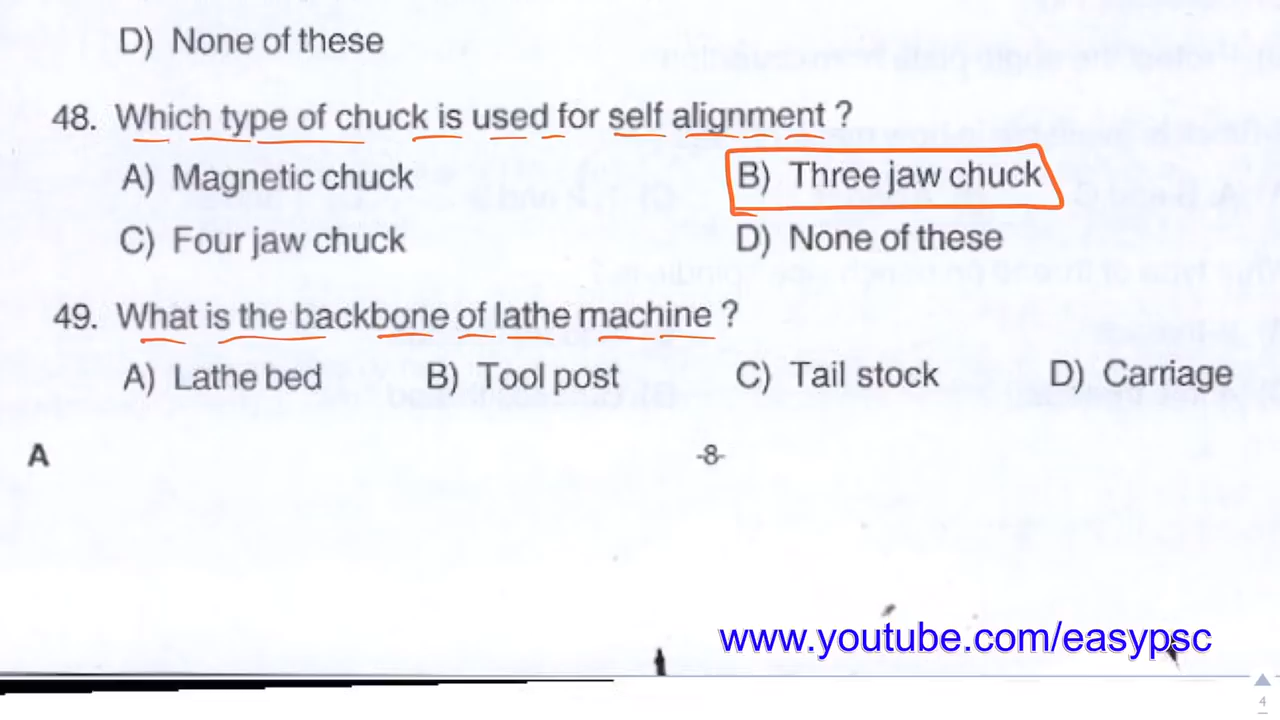 D) None of these
48. Which type of chuck is used for self alignment ?
A) Magnetic chuck B) Three jaw chuck
C) Four jaw chuck D) None of these
49. What is the backbone of lathe machine ?
A) Lathe bed B) Tool post C) Tail stock D) Carriage
A -8-
www.youtube.com/easypsc
4